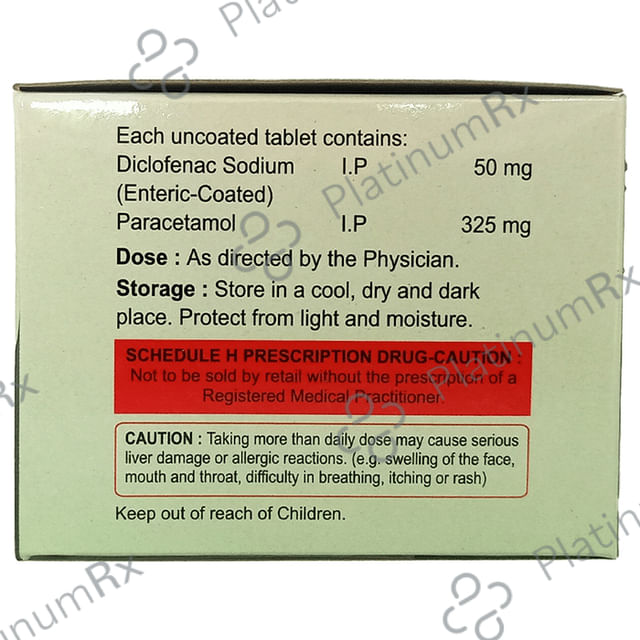 PlatinumRx
Each uncoated tablet contains:
Diclofenac Sodium I.P 50 mg
(Enteric-Coated)
Paracetamol I.P 325 mg
Dose : As directed by the Physician.
Storage : Store in a cool, dry and dark
place. Protect from light and moisture.
SCHEDULE H PRESCRIPTION DRUG-CAUTION :
Not to be sold by retail without the prescription of a
Registered Medical Practitioner.
CAUTION : Taking more than daily dose may cause serious
liver damage or allergic reactions. (e.g. swelling of the face,
mouth and throat, difficulty in breathing, itching or rash)
Keep out of reach of Children.